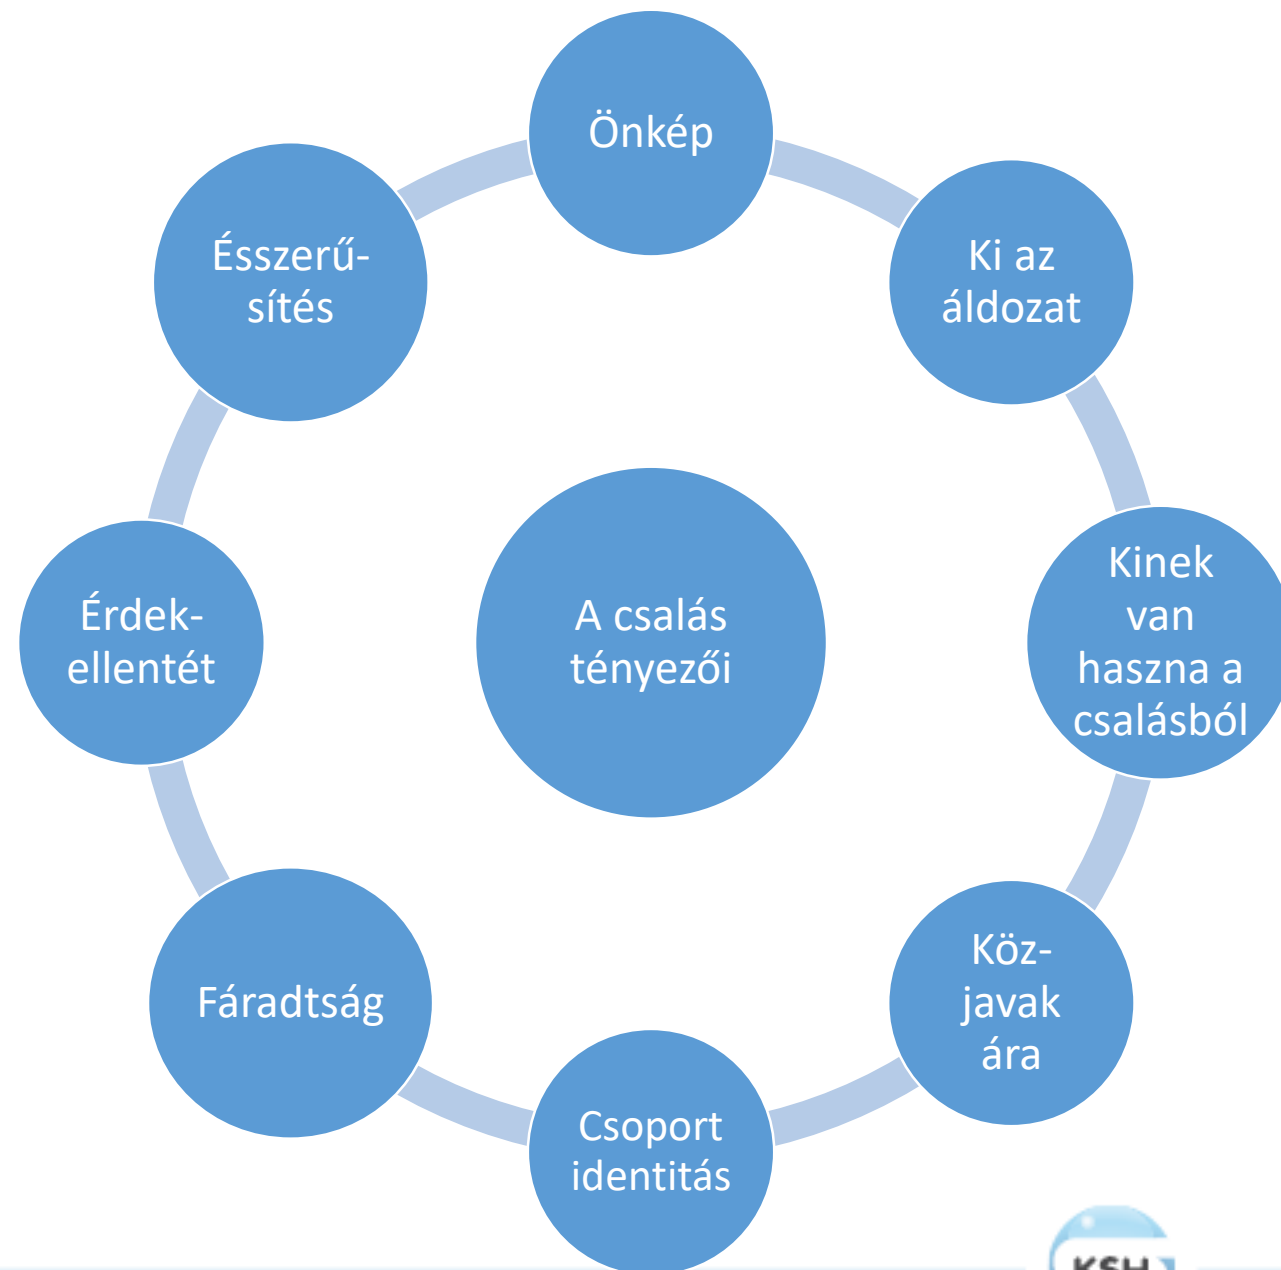 Önkép
Ki az
áldozat
Kinek
van
haszna a
csalásból
Köz-
javak
ára
Csoport
identitás
Fáradtság
Érdek-
ellentét
Ésszerű-
sítés
A csalás
tényezői
KSH